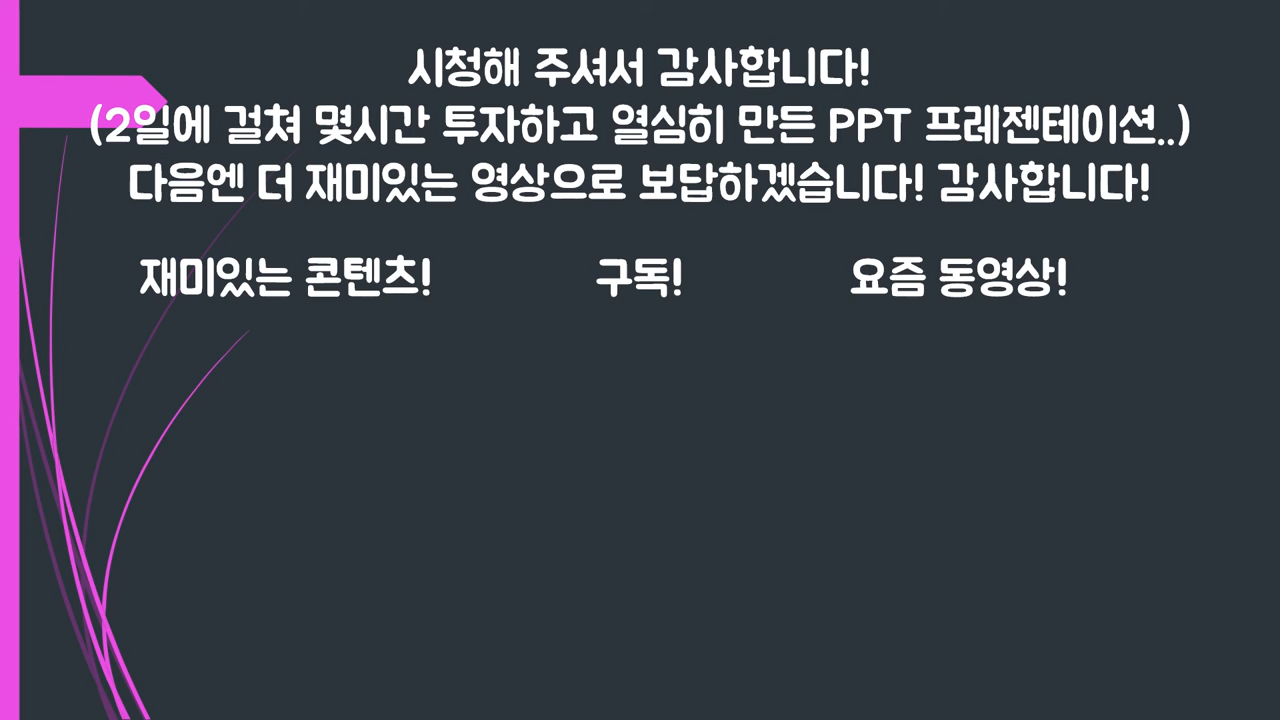 시청해 주셔서 감사합니다!
(2일에 걸쳐 몇시간 투자하고 열심히 만든 PPT 프레젠테이션..)
다음엔 더 재미있는 영상으로 보답하겠습니다! 감사합니다!
재미있는 콘텐츠! 구독! 요즘 동영상!